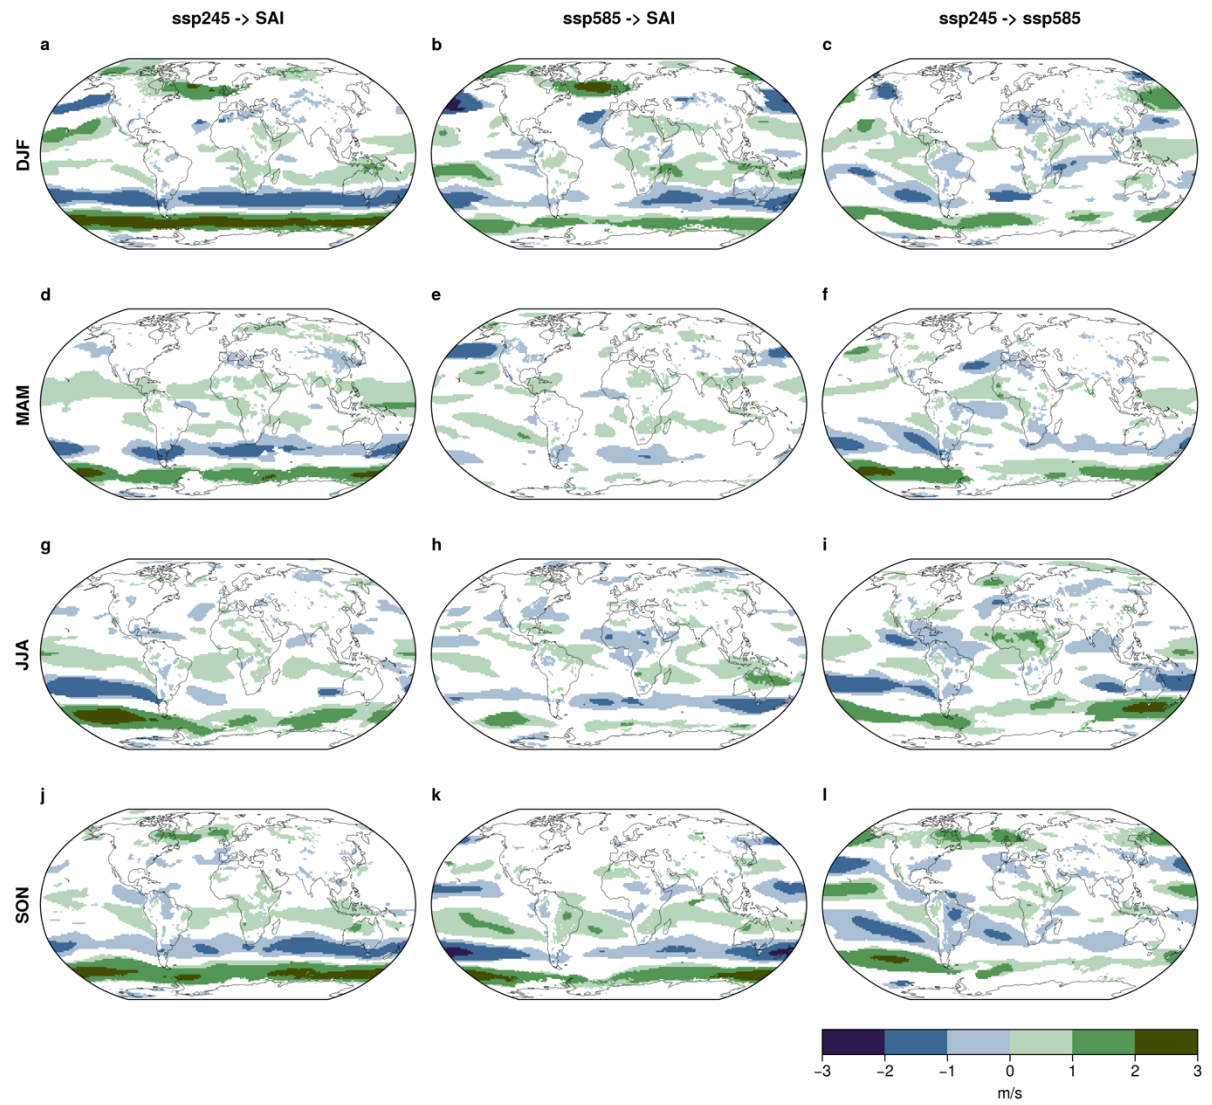 ssp245 -> SAI
ssp585 -> SAI
ssp245 -> ssp585
a
b
c
DJF
d
e
f
MAM
g
h
i
JJA
j
k
l
SON
−3
−2
−1
0
1
2
3
m/s